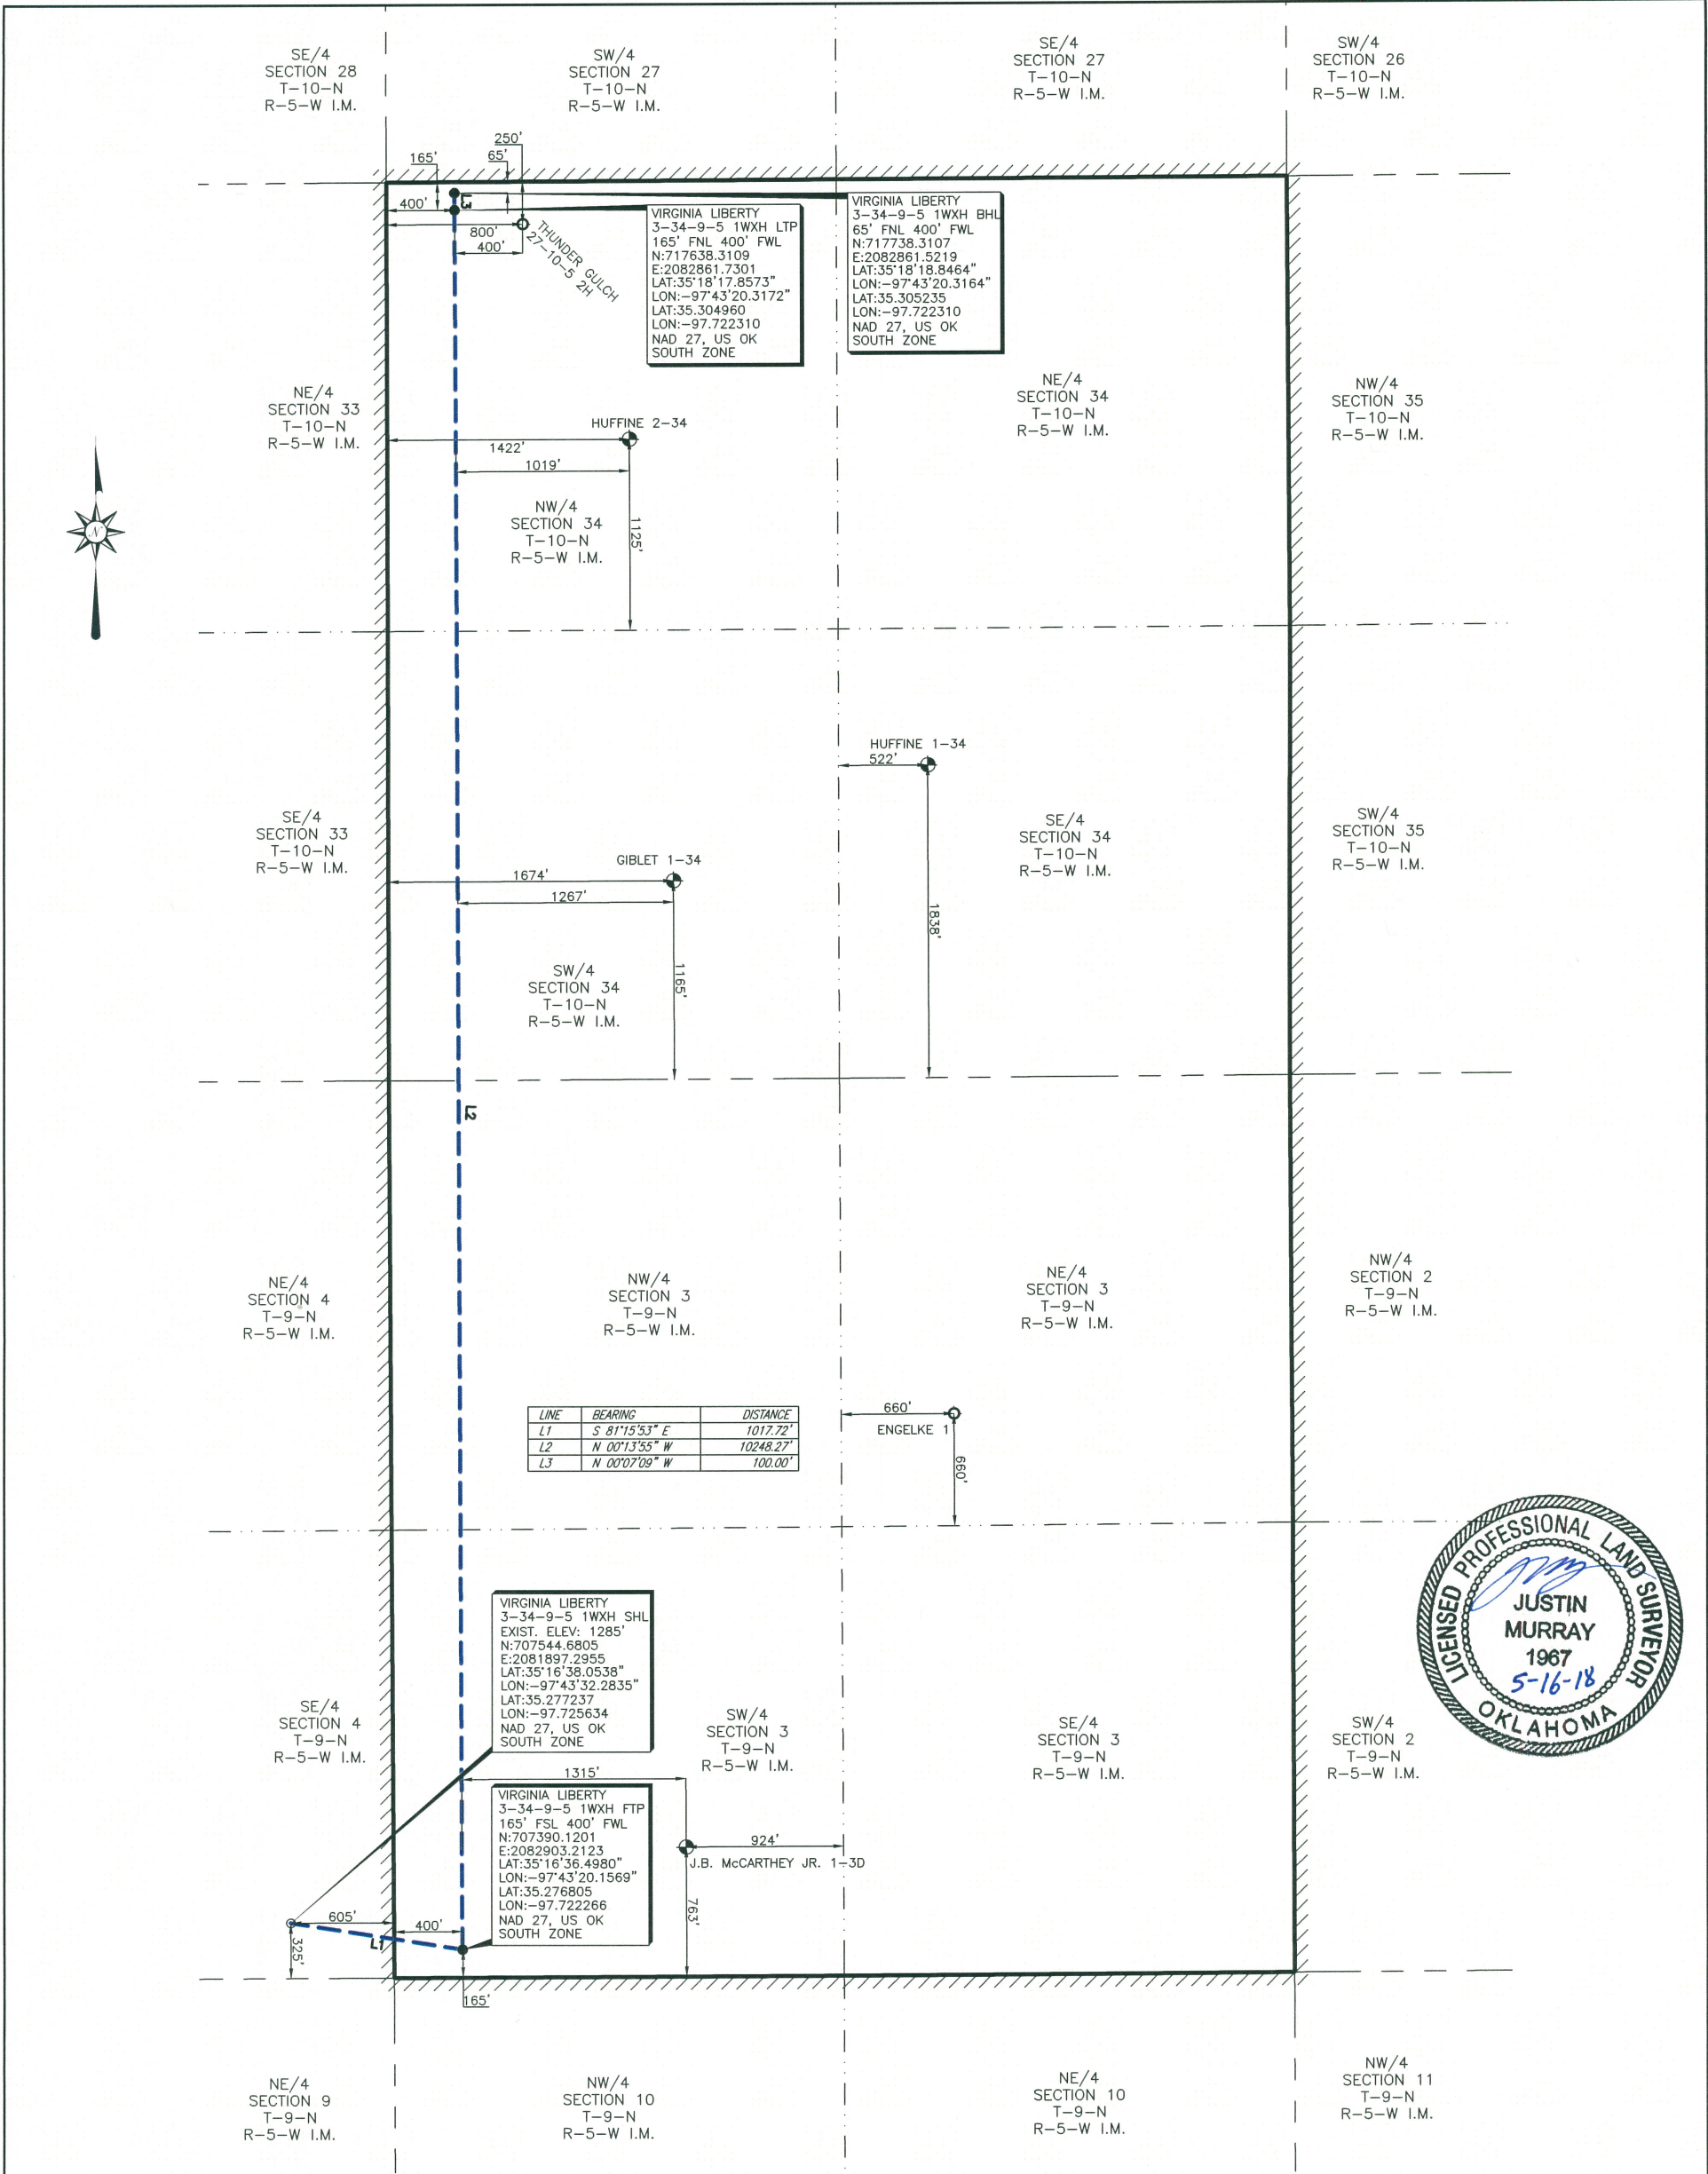 SE/4
SECTION 28
T-10-N
R-5-W I.M.
SW/4
SECTION 27
T-10-N
R-5-W I.M.
SE/4
SECTION 27
T-10-N
R-5-W I.M.
SW/4
SECTION 26
T-10-N
R-5-W I.M.
250'
65'
165'
400'
L3
800'
400'
THUNDER GULCH
27-10-5 2H
VIRGINIA LIBERTY
3-34-9-5 1WXH LTP
165' FNL 400' FWL
N:717638.3109
E:2082861.7301
LAT:35°18'17.8573"
LON:-97°43'20.3172"
LAT:35.304960
LON:-97.722310
NAD 27, US OK
SOUTH ZONE
VIRGINIA LIBERTY
3-34-9-5 1WXH BHL
65' FNL 400' FWL
N:717738.3107
E:2082861.5219
LAT:35°18'18.8464"
LON:-97°43'20.3164"
LAT:35.305235
LON:-97.722310
NAD 27, US OK
SOUTH ZONE
NE/4
SECTION 33
T-10-N
R-5-W I.M.
HUFFINE 2-34
1422'
1019'
1125'
NW/4
SECTION 34
T-10-N
R-5-W I.M.
NE/4
SECTION 34
T-10-N
R-5-W I.M.
NW/4
SECTION 35
T-10-N
R-5-W I.M.
N
HUFFINE 1-34
522'
1838'
SE/4
SECTION 33
T-10-N
R-5-W I.M.
GIBLET 1-34
1674'
1267'
1165'
SW/4
SECTION 34
T-10-N
R-5-W I.M.
SE/4
SECTION 34
T-10-N
R-5-W I.M.
SW/4
SECTION 35
T-10-N
R-5-W I.M.
L2
NE/4
SECTION 4
T-9-N
R-5-W I.M.
NW/4
SECTION 3
T-9-N
R-5-W I.M.
NE/4
SECTION 3
T-9-N
R-5-W I.M.
NW/4
SECTION 2
T-9-N
R-5-W I.M.
LINE BEARING DISTANCE
L1 S 81°15'53" E 1017.72'
L2 N 00°13'55" W 10248.27'
L3 N 00°07'09" W 100.00'
660'
ENGELKE 1
660'
VIRGINIA LIBERTY
3-34-9-5 1WXH SHL
EXIST. ELEV: 1285'
N:707544.6805
E:2081897.2955
LAT:35°16'38.0538"
LON:-97°43'32.2835"
LAT:35.277237
LON:-97.725634
NAD 27, US OK
SOUTH ZONE
LICENSED PROFESSIONAL LAND SURVEYOR
JUSTIN
MURRAY
1967
5-16-18
OKLAHOMA
SE/4
SECTION 4
T-9-N
R-5-W I.M.
SW/4
SECTION 3
T-9-N
R-5-W I.M.
SE/4
SECTION 3
T-9-N
R-5-W I.M.
SW/4
SECTION 2
T-9-N
R-5-W I.M.
1315'
VIRGINIA LIBERTY
3-34-9-5 1WXH FTP
165' FSL 400' FWL
N:707390.1201
E:2082903.2123
LAT:35°16'36.4980"
LON:-97°43'20.1569"
LAT:35.276805
LON:-97.722266
NAD 27, US OK
SOUTH ZONE
924'
J.B. McCARTHEY JR. 1-3D
763'
605'
400'
L1
325'
165'
NE/4
SECTION 9
T-9-N
R-5-W I.M.
NW/4
SECTION 10
T-9-N
R-5-W I.M.
NE/4
SECTION 10
T-9-N
R-5-W I.M.
NW/4
SECTION 11
T-9-N
R-5-W I.M.